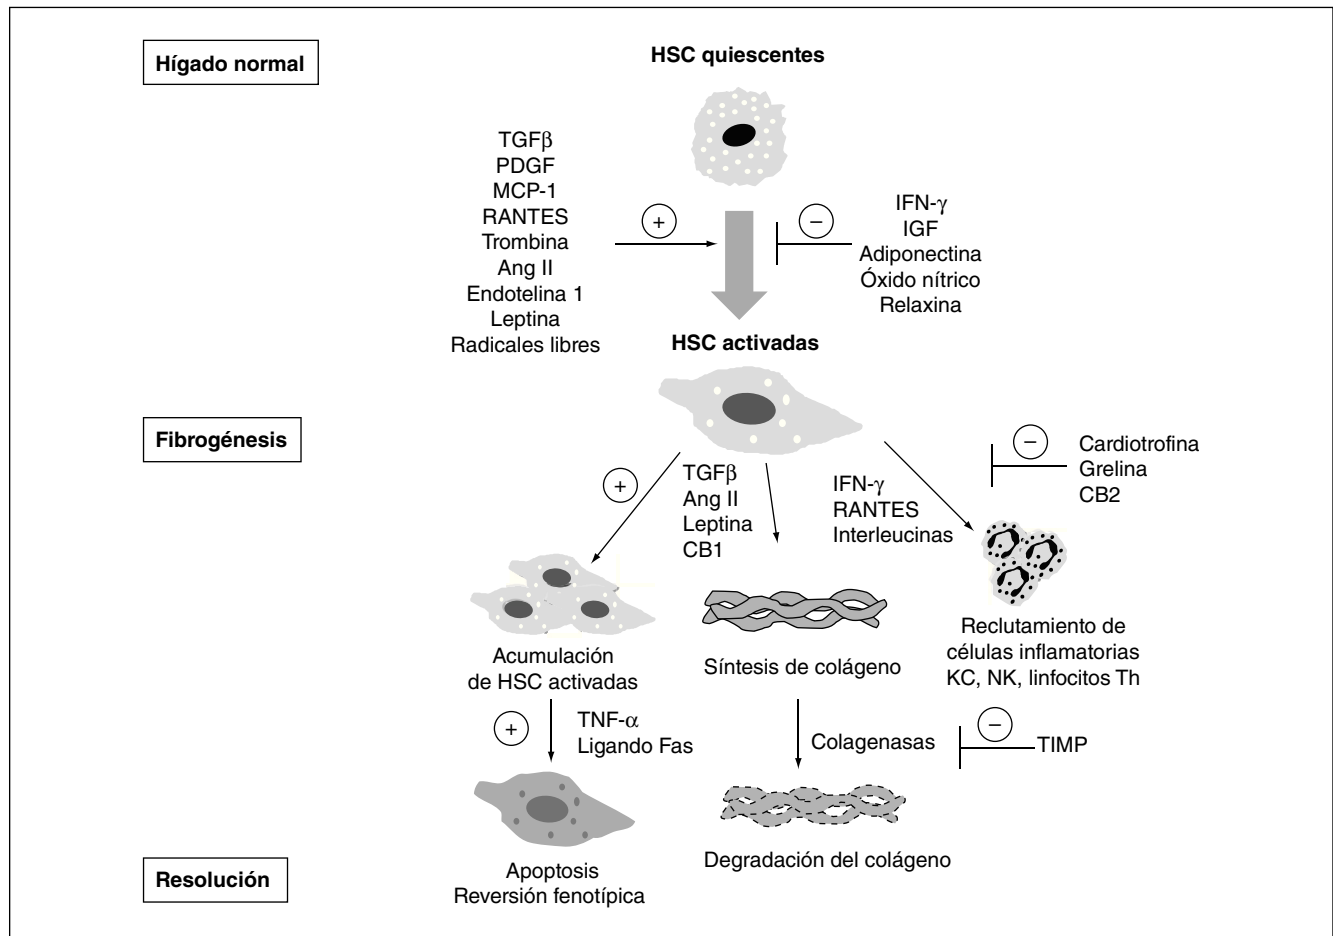 Hígado normal
HSC quiescentes
TGFβ
PDGF
MCP-1
RANTES
Trombina
Ang II
Endotelina 1
Leptina
Radicales libres
+
−
IFN-γ
IGF
Adiponectina
Óxido nítrico
Relaxina
HSC activadas
Fibrogénesis
+
TGFβ
Ang II
Leptina
CB1
IFN-γ
RANTES
Interleucinas
−
Cardiotrofina
Grelina
CB2
Acumulación
de HSC activadas
Síntesis de colágeno
Reclutamiento de
células inflamatorias
KC, NK, linfocitos Th
+
TNF-α
Ligando Fas
Colagenasas
−
TIMP
Resolución
Apoptosis
Reversión fenotípica
Degradación del colágeno